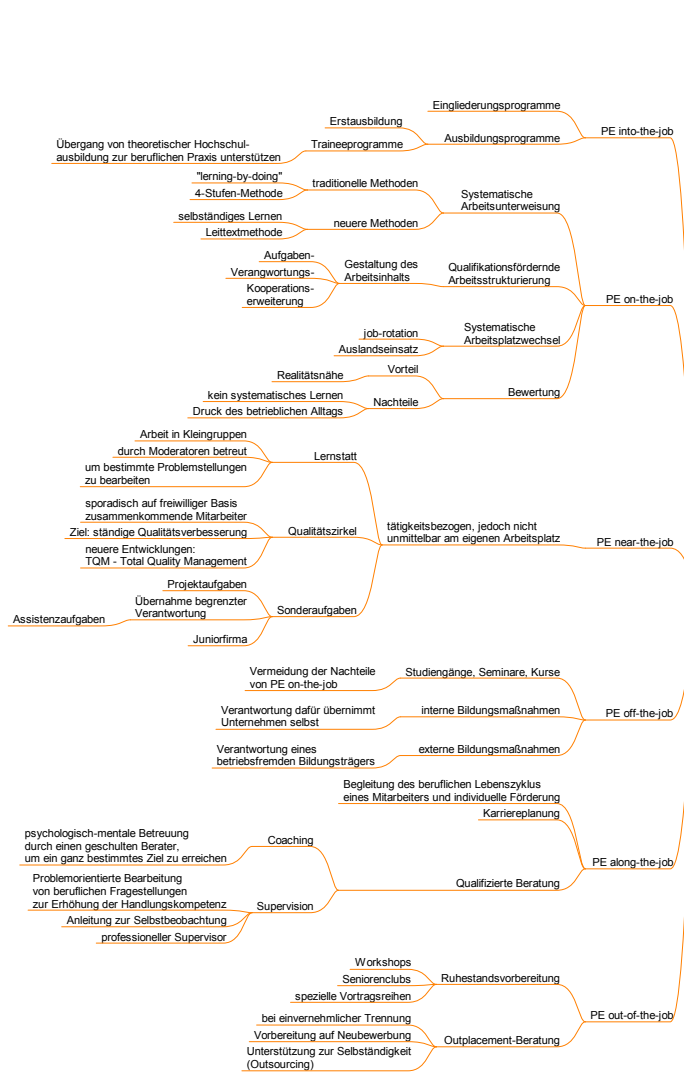 Eingliederungsprogramme
Erstausbildung
PE into-the-job
Ausbildungsprogramme
Traineeprogramme
Übergang von theoretischer Hochschul-
ausbildung zur beruflichen Praxis unterstützen
"lerning-by-doing"
traditionelle Methoden
4-Stufen-Methode
Systematische
Arbeitsunterweisung
selbständiges Lernen
neuere Methoden
Leittextmethode
Aufgaben-
Verangwortungs-
Kooperations-
erweiterung
Gestaltung des
Arbeitsinhalts
Qualifikationsfördernde
Arbeitsstrukturierung
PE on-the-job
job-rotation
Auslandseinsatz
Systematische
Arbeitsplatzwechsel
Realitätsnähe
Vorteil
kein systematisches Lernen
Druck des betrieblichen Alltags
Nachteile
Bewertung
Arbeit in Kleingruppen
durch Moderatoren betreut
um bestimmte Problemstellungen
zu bearbeiten
Lernstatt
sporadisch auf freiwilliger Basis
zusammenkommende Mitarbeiter
Ziel: ständige Qualitätsverbesserung
neuere Entwicklungen:
TQM - Total Quality Management
Qualitätszirkel
tätigkeitsbezogen, jedoch nicht
unmittelbar am eigenen Arbeitsplatz
PE near-the-job
Projektaufgaben
Übernahme begrenzter
Verantwortung
Assistenzaufgaben
Juniorfirma
Sonderaufgaben
Vermeidung der Nachteile
von PE on-the-job
Studiengänge, Seminare, Kurse
Verantwortung dafür übernimmt
Unternehmen selbst
interne Bildungsmaßnahmen
PE off-the-job
Verantwortung eines
betriebsfremden Bildungsträgers
externe Bildungsmaßnahmen
Begleitung des beruflichen Lebenszyklus
eines Mitarbeiters und individuelle Förderung
Karriereplanung
PE along-the-job
psychologisch-mentale Betreuung
durch einen geschulten Berater,
um ein ganz bestimmtes Ziel zu erreichen
Coaching
Qualifizierte Beratung
Problemorientierte Bearbeitung
von beruflichen Fragestellungen
zur Erhöhung der Handlungskompetenz
Anleitung zur Selbstbeobachtung
professioneller Supervisor
Supervision
Workshops
Seniorenclubs
spezielle Vortragsreihen
Ruhestandsvorbereitung
PE out-of-the-job
bei einvernehmlicher Trennung
Vorbereitung auf Neubewerbung
Unterstützung zur Selbständigkeit
(Outsourcing)
Outplacement-Beratung